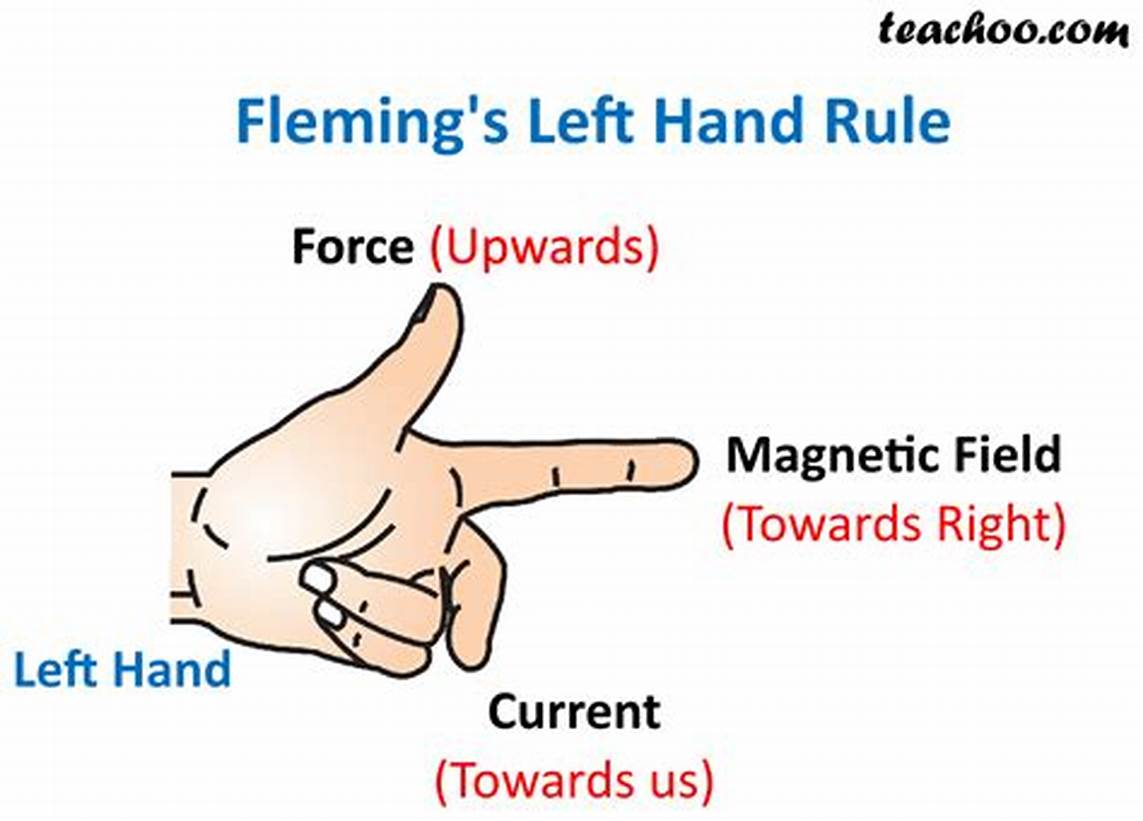 teachoo.com
Fleming's Left Hand Rule
Force (Upwards)
Magnetic Field
(Towards Right)
Left Hand
Current
(Towards us)